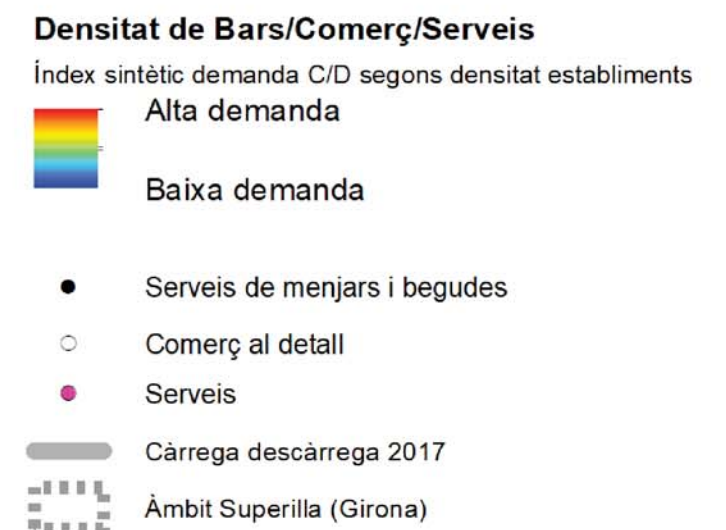 Densitat de Bars/Comerç/Serveis
Índex sintètic demanda C/D segons densitat establiments
Alta demanda
Baixa demanda
Serveis de menjars i begudes
Comerç al detall
Serveis
Càrrega descàrrega 2017
Àmbit Superilla (Girona)